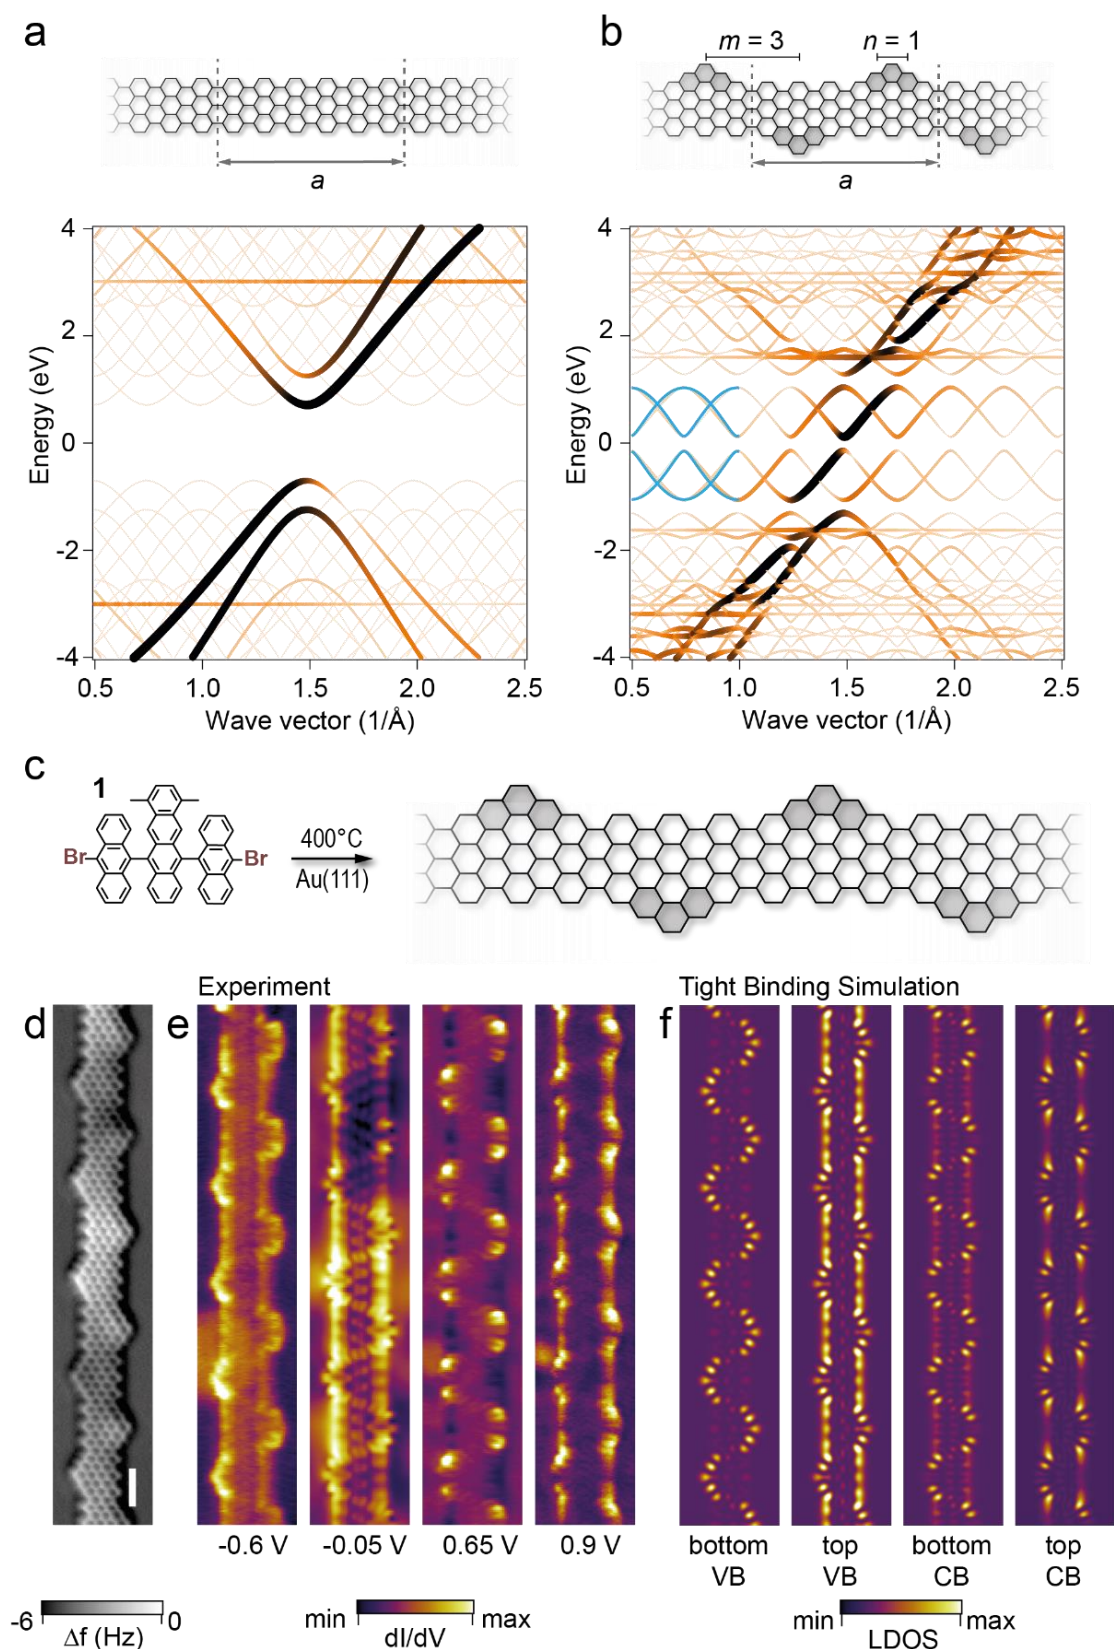 a
a
Energy (eV)
4
2
0
-2
-4
0.5 1.0 1.5 2.0 2.5
Wave vector (1/Å)
b
m = 3
n = 1
a
Energy (eV)
4
2
0
-2
-4
0.5 1.0 1.5 2.0 2.5
Wave vector (1/Å)
c
1
Br
Br
400°C
Au(111)
Experiment
Tight Binding Simulation
d
e
f
-0.6 V
-0.05 V
0.65 V
0.9 V
bottom
VB
top
VB
bottom
CB
top
CB
-6
0
Δf (Hz)
min
max
dI/dV
min
max
LDOS